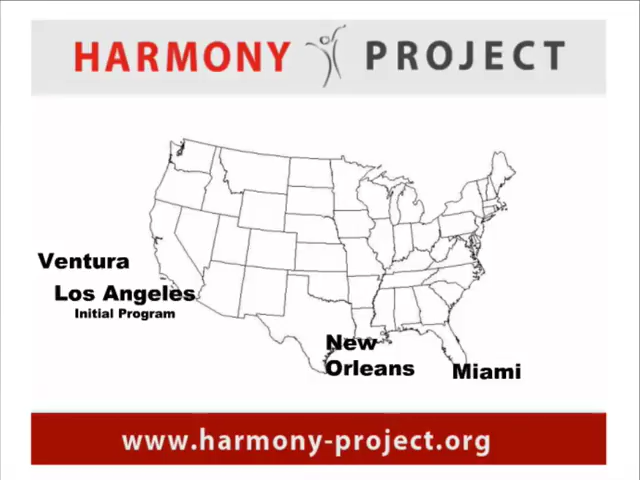 HARMONY PROJECT
Ventura
Los Angeles
Initial Program
New
Orleans
Miami
www.harmony-project.org